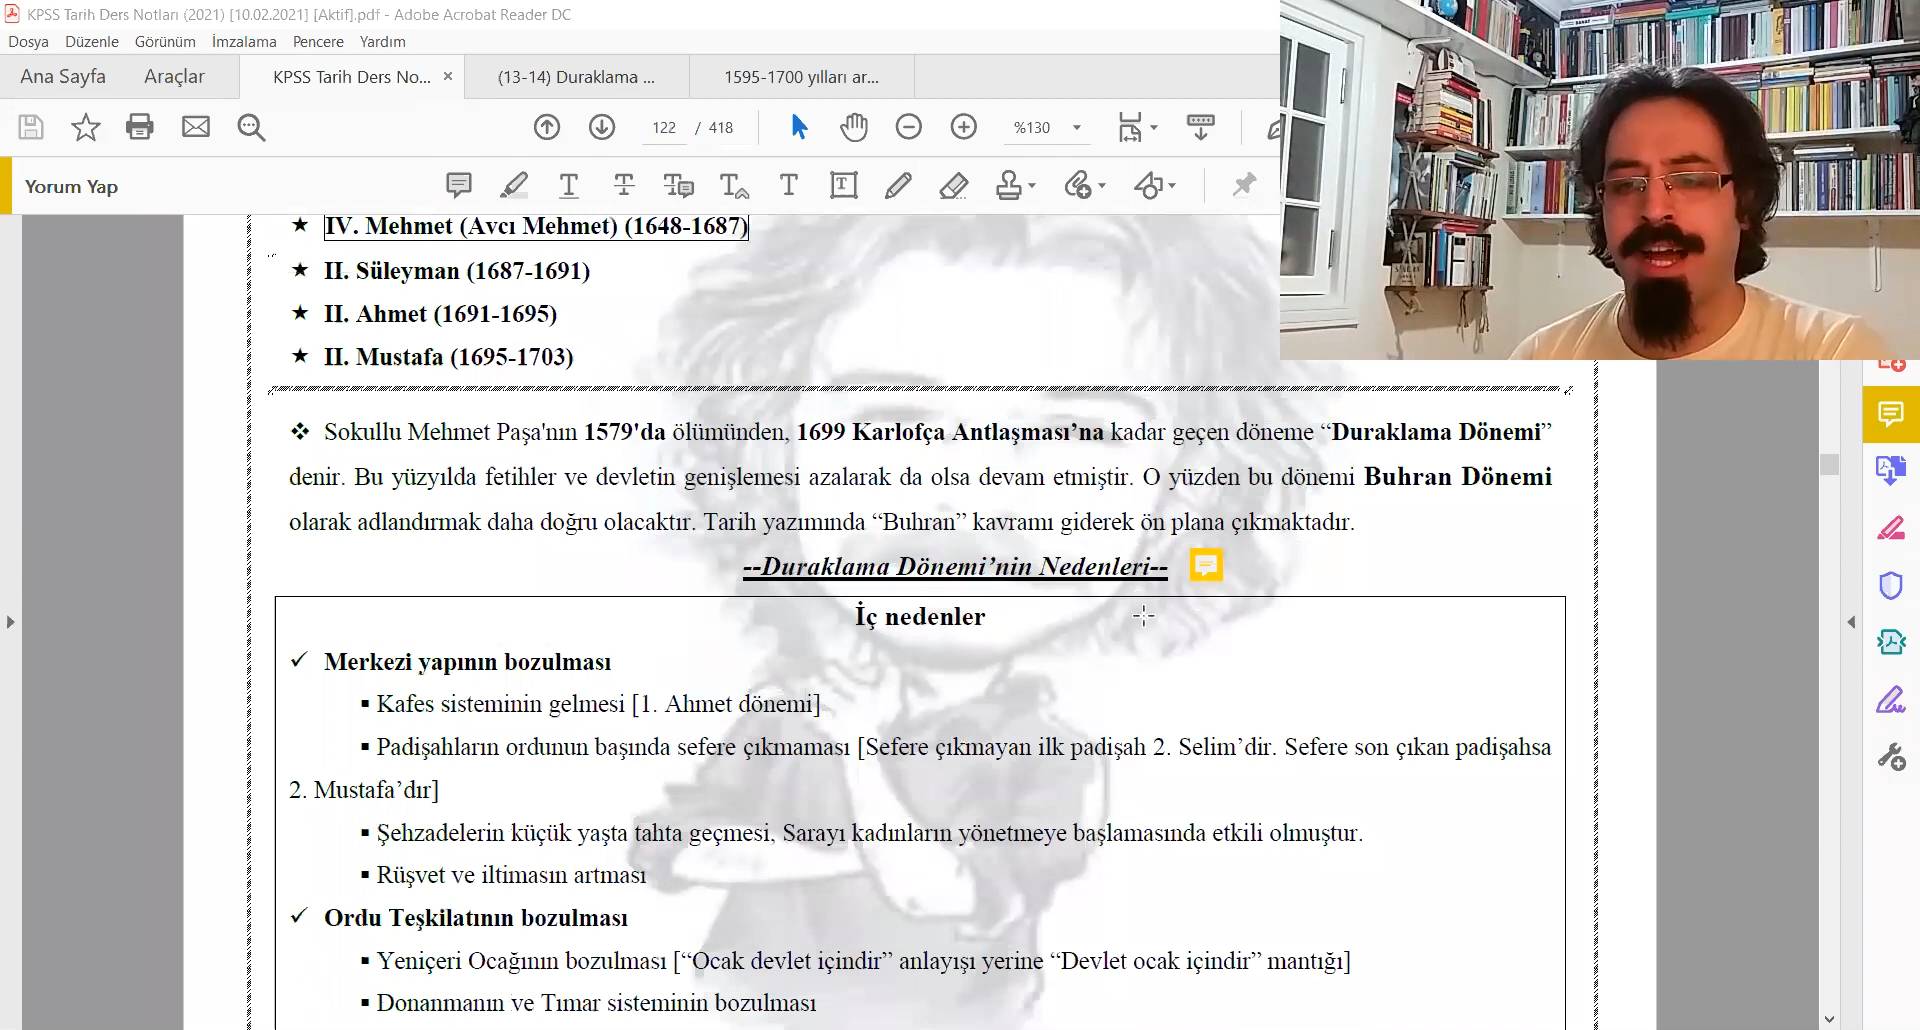 KPSS Tarih Ders Notları (2021) [10.02.2021] [Aktif].pdf - Adobe Acrobat Reader DC
Dosya Düzenle Görünüm İmzalama Pencere Yardım
Ana Sayfa Araçlar KPSS Tarih Ders No... × (13-14) Duraklama ... 1595-1700 yılları ar...
122 / 418 %130
Yorum Yap
★ IV. Mehmet (Avcı Mehmet) (1648-1687)
★ II. Süleyman (1687-1691)
★ II. Ahmet (1691-1695)
★ II. Mustafa (1695-1703)
❖ Sokullu Mehmet Paşa'nın 1579'da ölümünden, 1699 Karlofça Antlaşması’na kadar geçen döneme “Duraklama Dönemi”
denir. Bu yüzyılda fetihler ve devletin genişlemesi azalarak da olsa devam etmiştir. O yüzden bu dönemi Buhran Dönemi
olarak adlandırmak daha doğru olacaktır. Tarih yazımında “Buhran” kavramı giderek ön plana çıkmaktadır.
--Duraklama Dönemi’nin Nedenleri--
İç nedenler
✓ Merkezi yapının bozulması
▪ Kafes sisteminin gelmesi [1. Ahmet dönemi]
▪ Padişahların ordunun başında sefere çıkmaması [Sefere çıkmayan ilk padişah 2. Selim’dir. Sefere son çıkan padişahsa
2. Mustafa’dır]
▪ Şehzadelerin küçük yaşta tahta geçmesi, Sarayı kadınların yönetmeye başlamasında etkili olmuştur.
▪ Rüşvet ve iltimasın artması
✓ Ordu Teşkilatının bozulması
▪ Yeniçeri Ocağının bozulması [“Ocak devlet içindir” anlayışı yerine “Devlet ocak içindir” mantığı]
▪ Donanmanın ve Tımar sisteminin bozulması